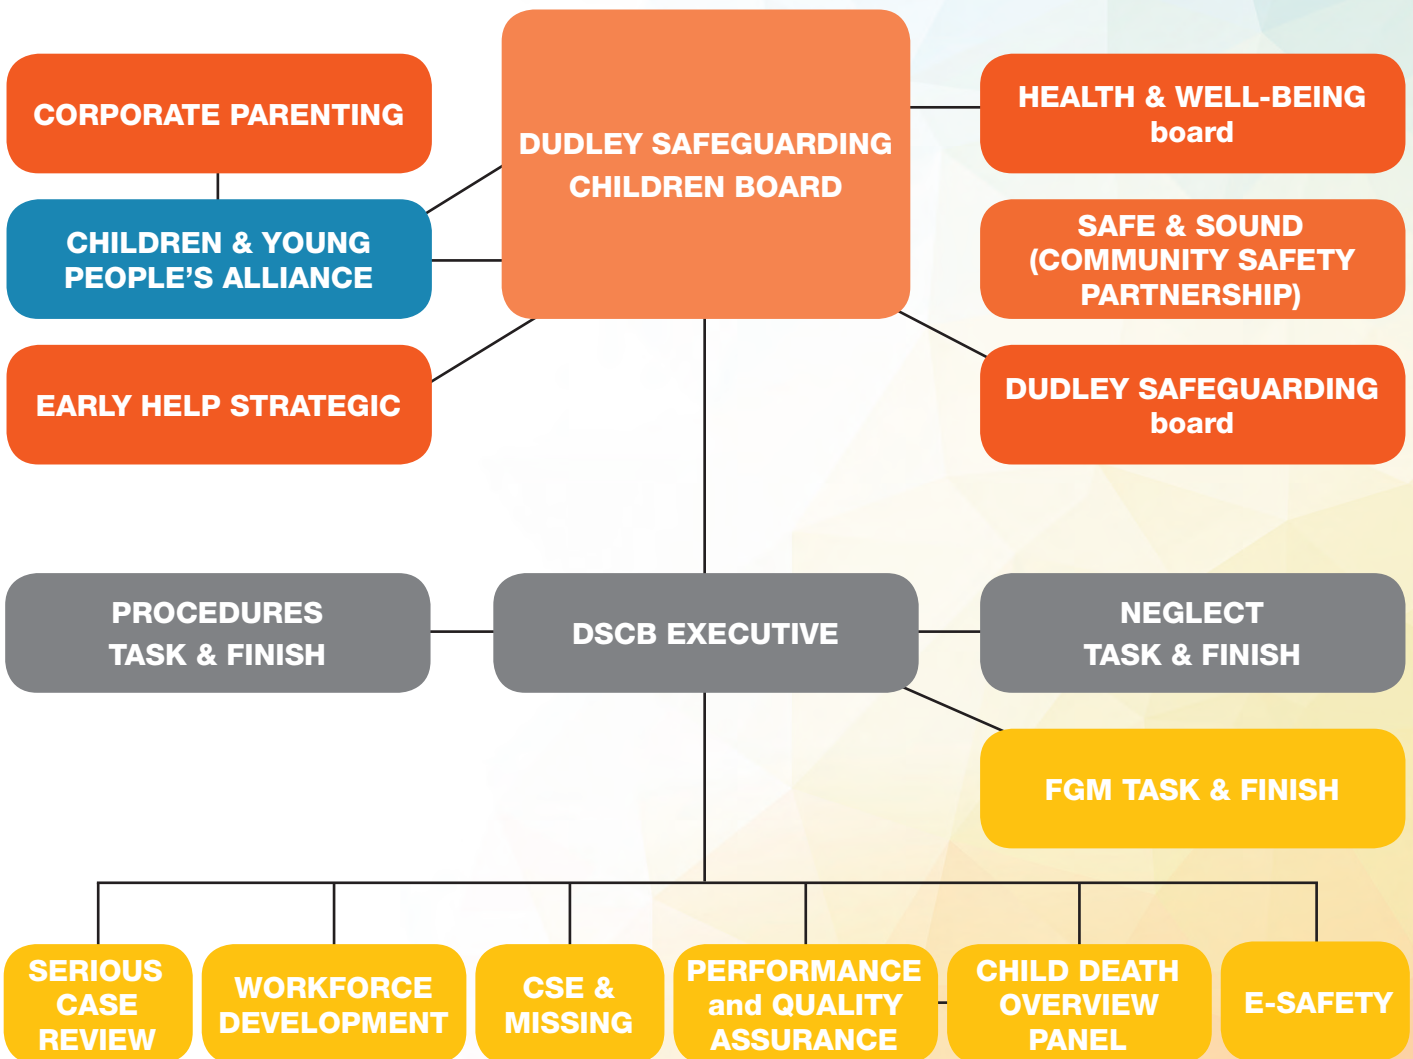 CORPORATE PARENTING
CHILDREN & YOUNG
PEOPLE’S ALLIANCE
EARLY HELP STRATEGIC
DUDLEY SAFEGUARDING
CHILDREN BOARD
HEALTH & WELL-BEING
board
SAFE & SOUND
(COMMUNITY SAFETY
PARTNERSHIP)
DUDLEY SAFEGUARDING
board
PROCEDURES
TASK & FINISH
DSCB EXECUTIVE
NEGLECT
TASK & FINISH
FGM TASK & FINISH
SERIOUS
CASE
REVIEW
WORKFORCE
DEVELOPMENT
CSE &
MISSING
PERFORMANCE
and QUALITY
ASSURANCE
CHILD DEATH
OVERVIEW
PANEL
E-SAFETY